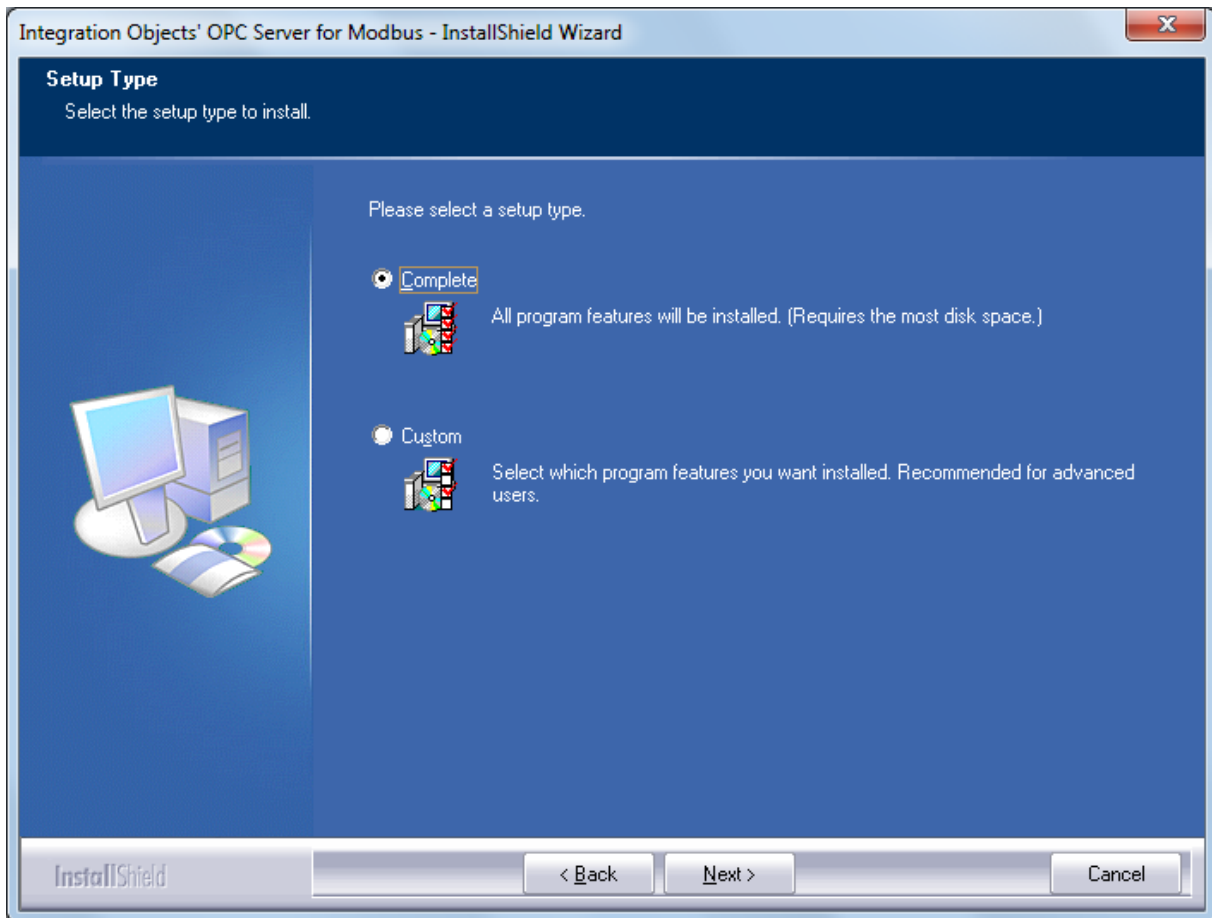 Integration Objects' OPC Server for Modbus - InstallShield Wizard
Setup Type
Select the setup type to install.
Please select a setup type.
Complete
All program features will be installed. (Requires the most disk space.)
Custom
Select which program features you want installed. Recommended for advanced
users.
InstallShield
< Back
Next >
Cancel